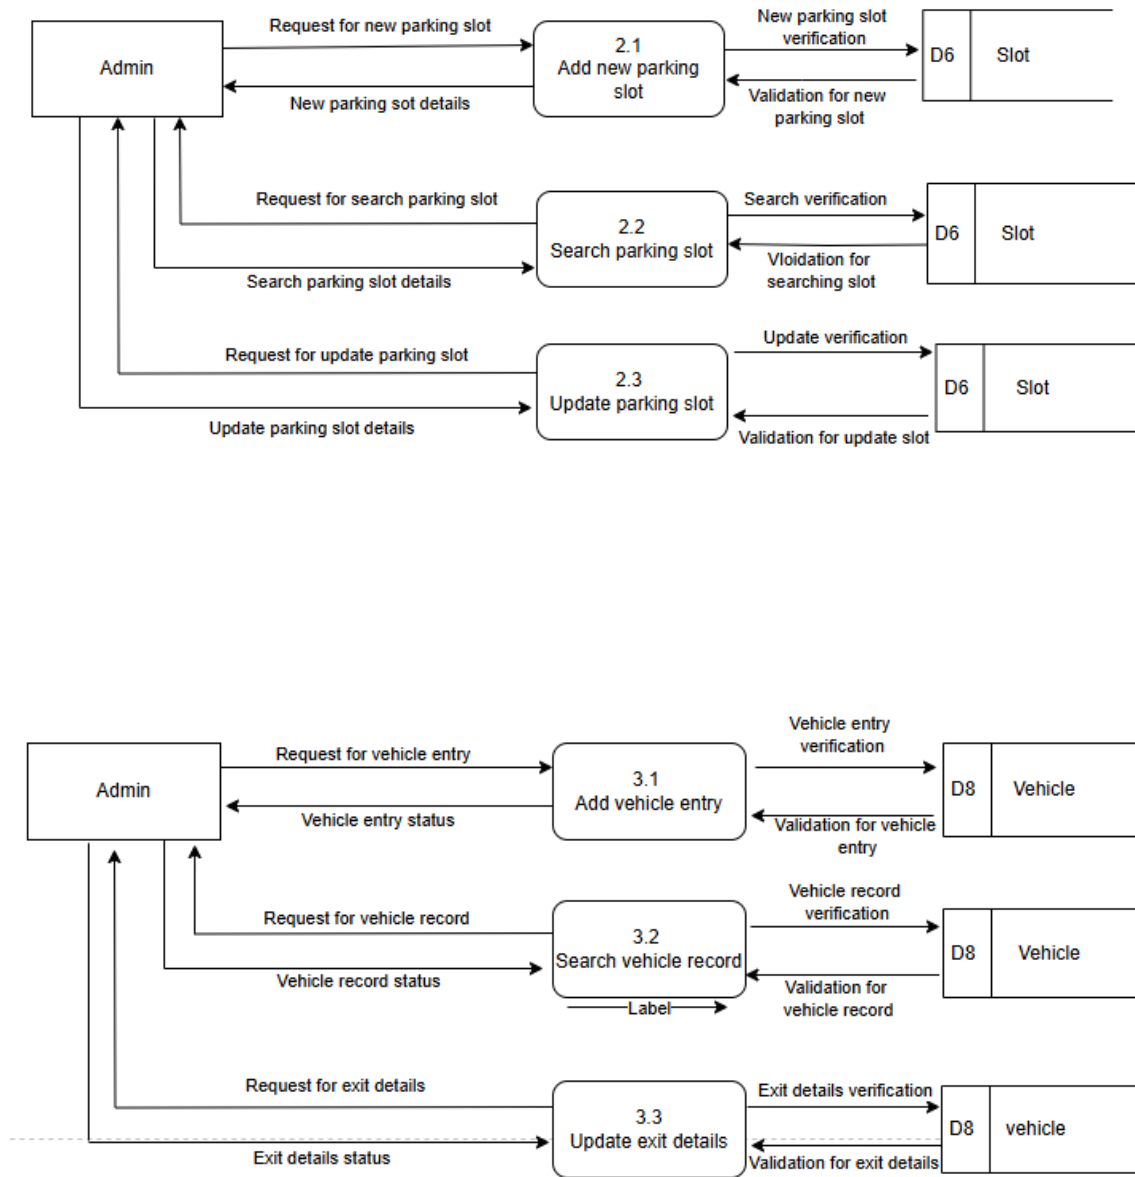 Request for new parking slot
New parking slot
verification
Admin
2.1
Add new parking
slot
D6
Slot
New parking sot details
Validation for new
parking slot
Request for search parking slot
Search verification
2.2
Search parking slot
D6
Slot
Search parking slot details
Vloidation for
searching slot
Request for update parking slot
Update verification
2.3
Update parking slot
D6
Slot
Update parking slot details
Validation for update slot
Request for vehicle entry
Vehicle entry
verification
Admin
3.1
Add vehicle entry
D8
Vehicle
Vehicle entry status
Validation for vehicle
entry
Request for vehicle record
Vehicle record
verification
3.2
Search vehicle record
D8
Vehicle
Vehicle record status
Validation for
vehicle record
Label
Request for exit details
Exit details verification
3.3
Update exit details
D8
vehicle
Exit details status
Validation for exit details